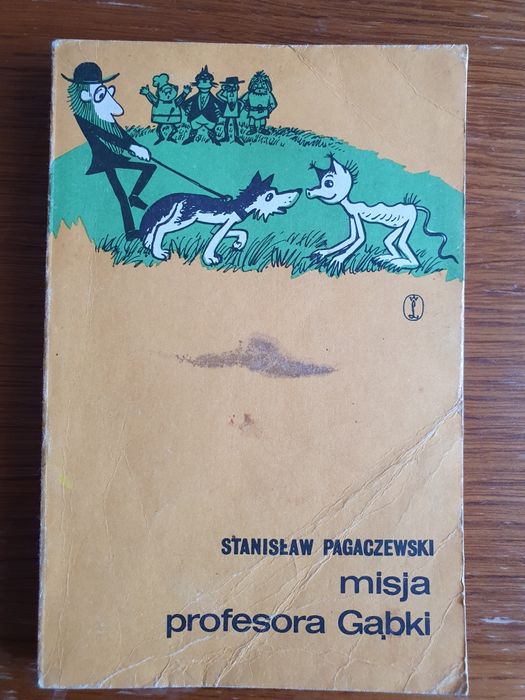 STANISŁAW PAGACZEWSKI
misja
profesora Gąbki